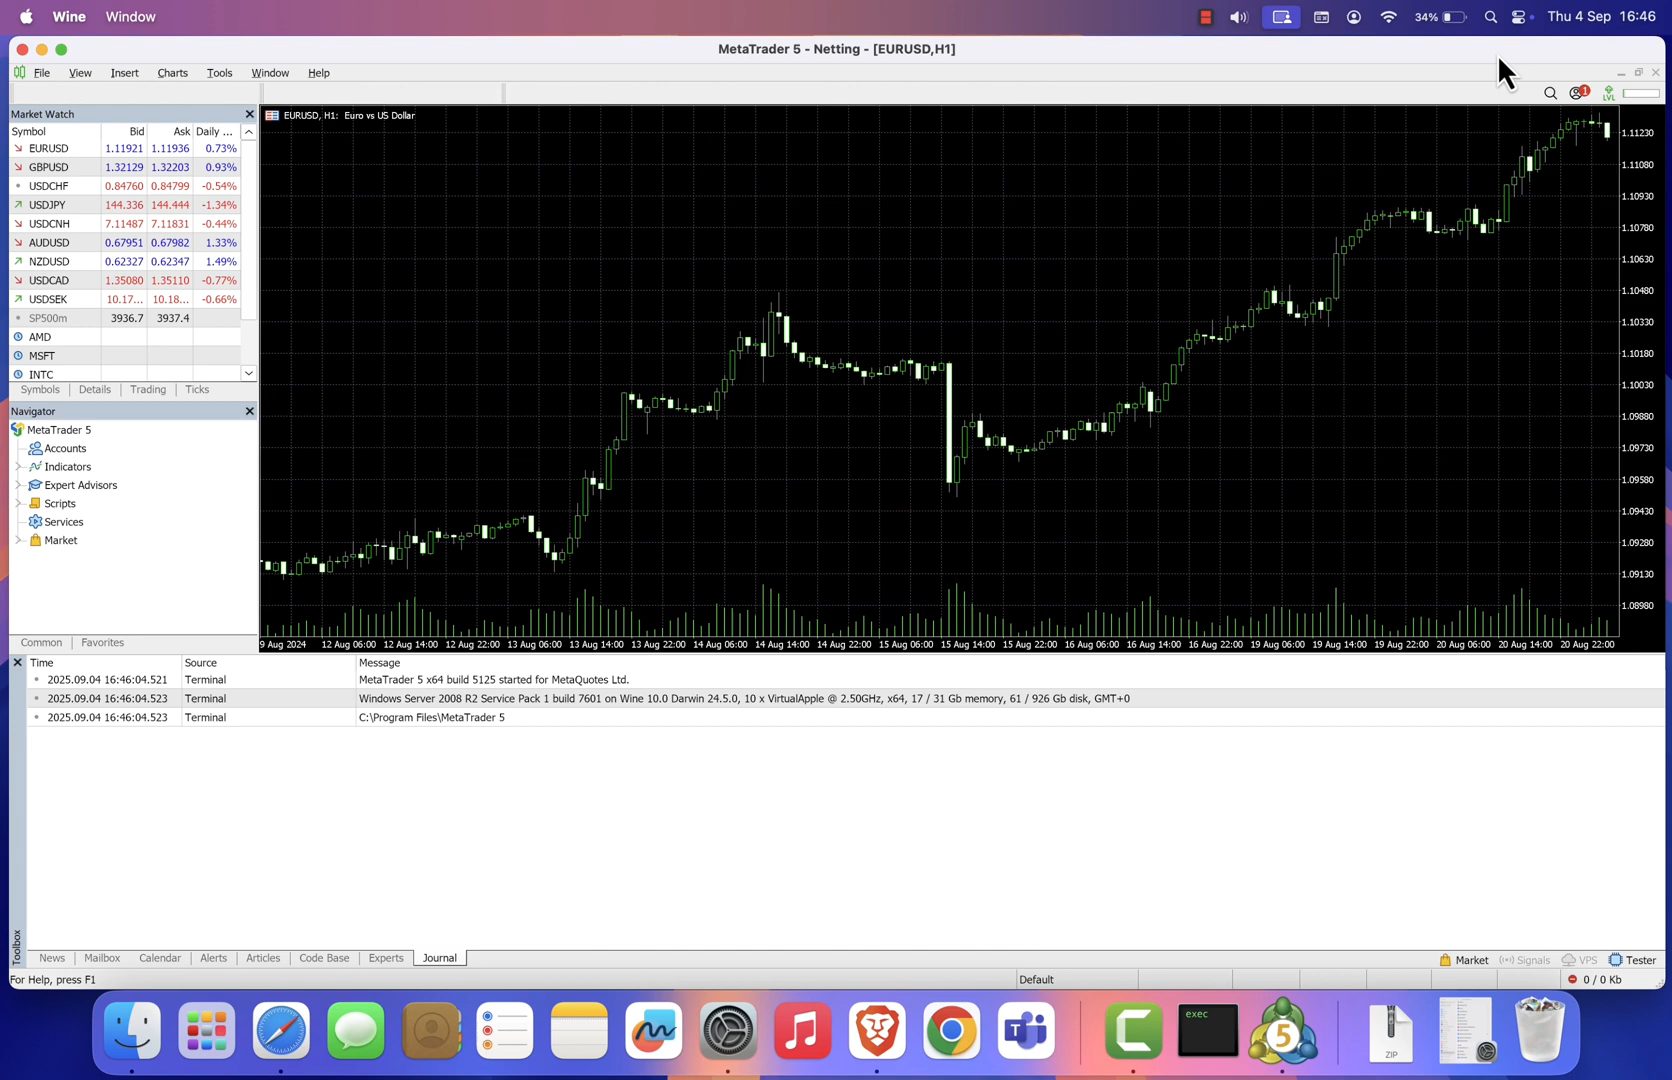 Wine Window 34% Thu 4 Sep 16:46
MetaTrader 5 - Netting - [EURUSD,H1]
File View Insert Charts Tools Window Help
1 LVL
Market Watch
Symbol Bid Ask Daily ...
EURUSD 1.11921 1.11936 0.73%
GBPUSD 1.32129 1.32203 0.93%
USDCHF 0.84760 0.84799 -0.54%
USDJPY 144.336 144.444 -1.34%
USDCNH 7.11487 7.11831 -0.44%
AUDUSD 0.67951 0.67982 1.33%
NZDUSD 0.62327 0.62347 1.49%
USDCAD 1.35080 1.35110 -0.77%
USDSEK 10.17... 10.18... -0.66%
SP500m 3936.7 3937.4
AMD
MSFT
INTC
Symbols Details Trading Ticks
Navigator
MetaTrader 5
Accounts
Indicators
Expert Advisors
Scripts
Services
Market
Common Favorites
EURUSD, H1: Euro vs US Dollar
1.11230
1.11080
1.10930
1.10780
1.10630
1.10480
1.10330
1.10180
1.10030
1.09880
1.09730
1.09580
1.09430
1.09280
1.09130
1.08980
9 Aug 2024 12 Aug 06:00 12 Aug 14:00 12 Aug 22:00 13 Aug 06:00 13 Aug 14:00 13 Aug 22:00 14 Aug 06:00 14 Aug 14:00 14 Aug 22:00 15 Aug 06:00 15 Aug 14:00 15 Aug 22:00 16 Aug 06:00 16 Aug 14:00 16 Aug 22:00 19 Aug 06:00 19 Aug 14:00 19 Aug 22:00 20 Aug 06:00 20 Aug 14:00 20 Aug 22:00
Time Source Message
2025.09.04 16:46:04.521 Terminal MetaTrader 5 x64 build 5125 started for MetaQuotes Ltd.
2025.09.04 16:46:04.523 Terminal Windows Server 2008 R2 Service Pack 1 build 7601 on Wine 10.0 Darwin 24.5.0, 10 x VirtualApple @ 2.50GHz, x64, 17 / 31 Gb memory, 61 / 926 Gb disk, GMT+0
2025.09.04 16:46:04.523 Terminal C:\Program Files\MetaTrader 5
Toolbox
News Mailbox Calendar Alerts Articles Code Base Experts Journal Market Signals VPS Tester
For Help, press F1 Default 0 / 0 Kb
exec 5 ZIP